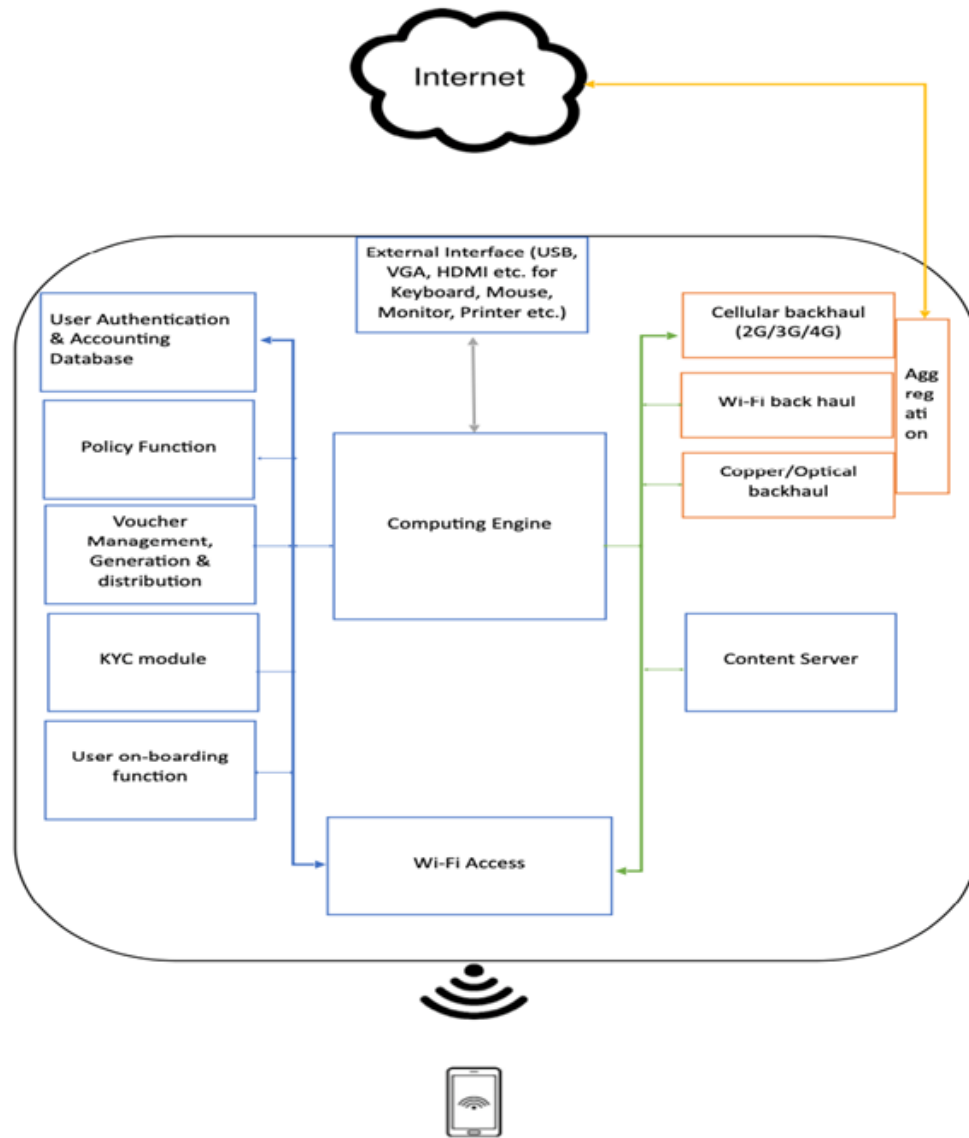 Internet
External Interface (USB,
VGA, HDMI etc. for
Keyboard, Mouse,
Monitor, Printer etc.)
User Authentication
& Accounting
Database
Policy Function
Voucher
Management,
Generation &
distribution
KYC module
User on-boarding
function
Computing Engine
Wi-Fi Access
Cellular backhaul
(2G/3G/4G)
Wi-Fi back haul
Copper/Optical
backhaul
Agg
reg
ati
on
Content Server